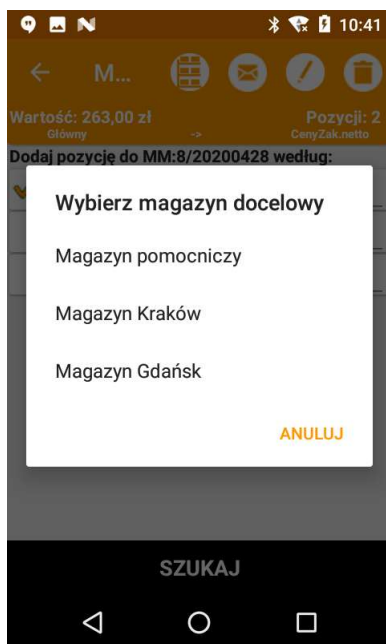 10:41
M...
Wartość: 263,00 zł Pozycji: 2
Główny -> CenyZak.netto
Dodaj pozycję do MM:8/20200428 według:
Wybierz magazyn docelowy
Magazyn pomocniczy
Magazyn Kraków
Magazyn Gdańsk
ANULUJ
SZUKAJ